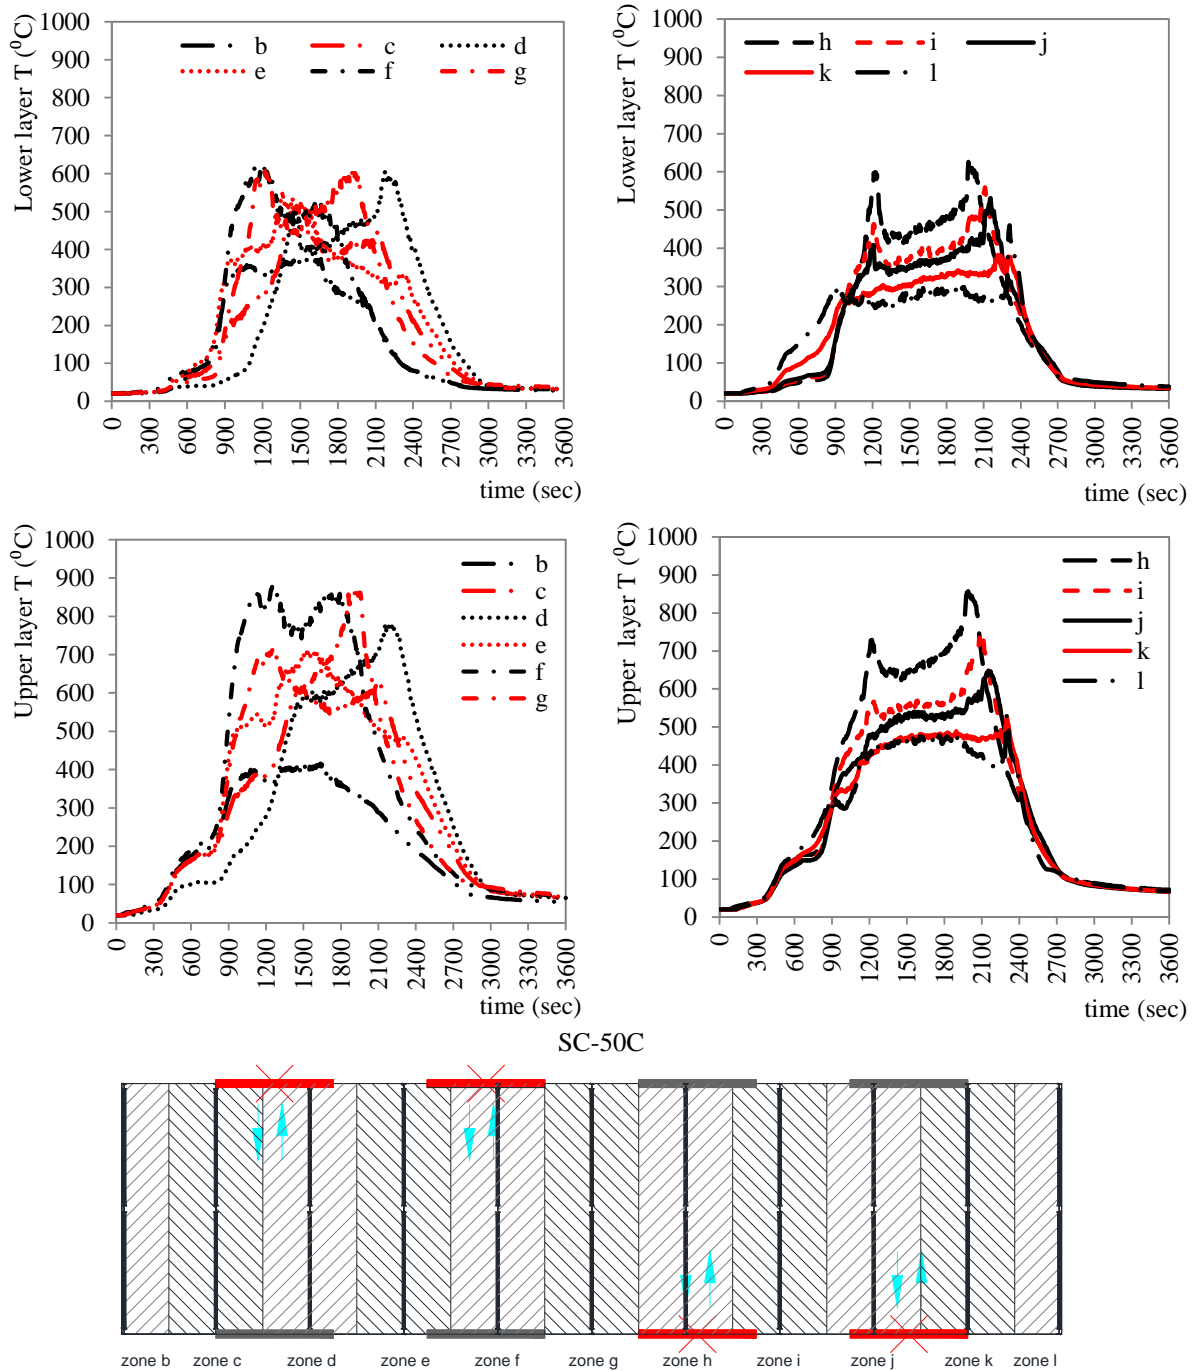 Lower layer T (⁰C)
1000
900
800
700
600
500
400
300
200
100
0
b c d
e f g
0 300 600 900 1200 1500 1800 2100 2400 2700 3000 3300 3600
time (sec)
Lower layer T (⁰C)
1000
900
800
700
600
500
400
300
200
100
0
h i j
k l
0 300 600 900 1200 1500 1800 2100 2400 2700 3000 3300 3600
time (sec)
Upper layer T (⁰C)
1000
900
800
700
600
500
400
300
200
100
0
b
c
d
e
f
g
0 300 600 900 1200 1500 1800 2100 2400 2700 3000 3300 3600
time (sec)
Upper layer T (⁰C)
1000
900
800
700
600
500
400
300
200
100
0
h
i
j
k
l
0 300 600 900 1200 1500 1800 2100 2400 2700 3000 3300 3600
time (sec)
SC-50C
zone b zone c zone d zone e zone f zone g zone h zone i zone j zone k zone l